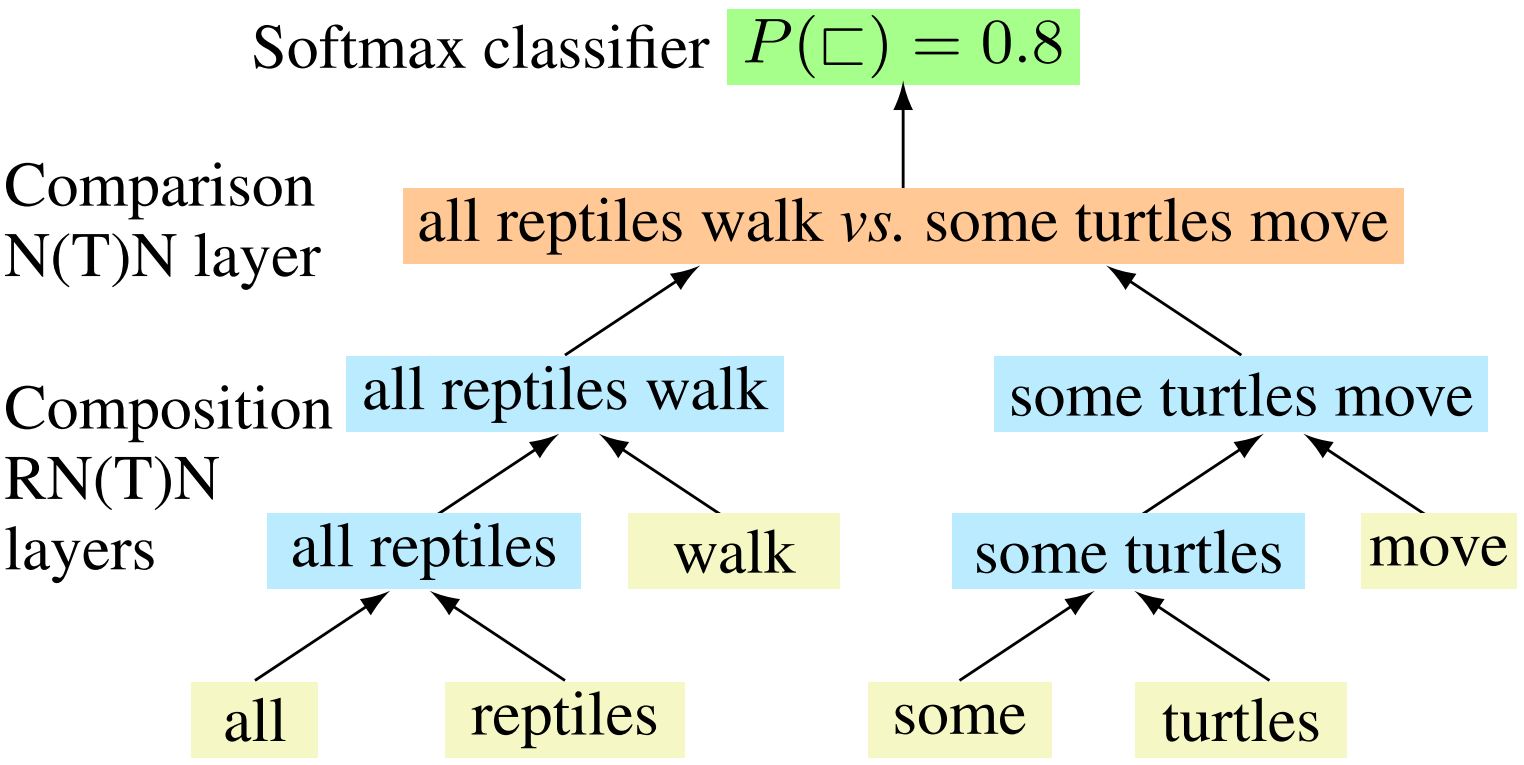 Softmax classifier P(⊏) = 0.8
Comparison
N(T)N layer
all reptiles walk vs. some turtles move
Composition
RN(T)N
layers
all reptiles walk
some turtles move
all reptiles
walk
some turtles
move
all
reptiles
some
turtles